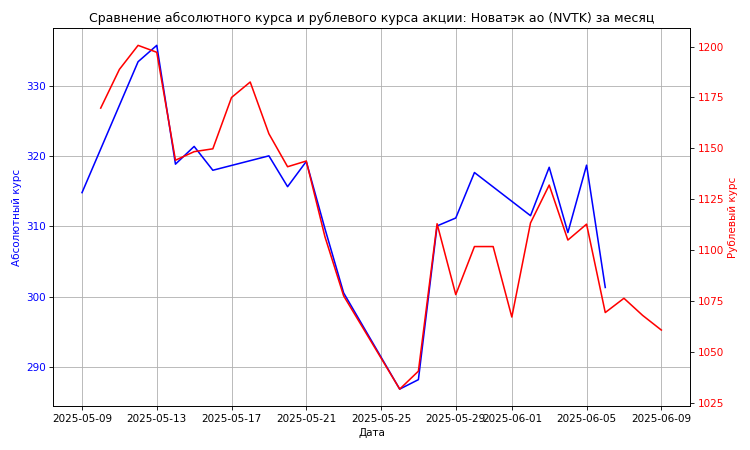 Сравнение абсолютного курса и рублевого курса акции: Новатэк ао (NVTK) за месяц
330
320
310
300
290
Абсолютный курс
1200
1175
1150
1125
1100
1075
1050
1025
Рублевый курс
2025-05-09 2025-05-13 2025-05-17 2025-05-21 2025-05-25 2025-05-29 2025-06-01 2025-06-05 2025-06-09
Дата